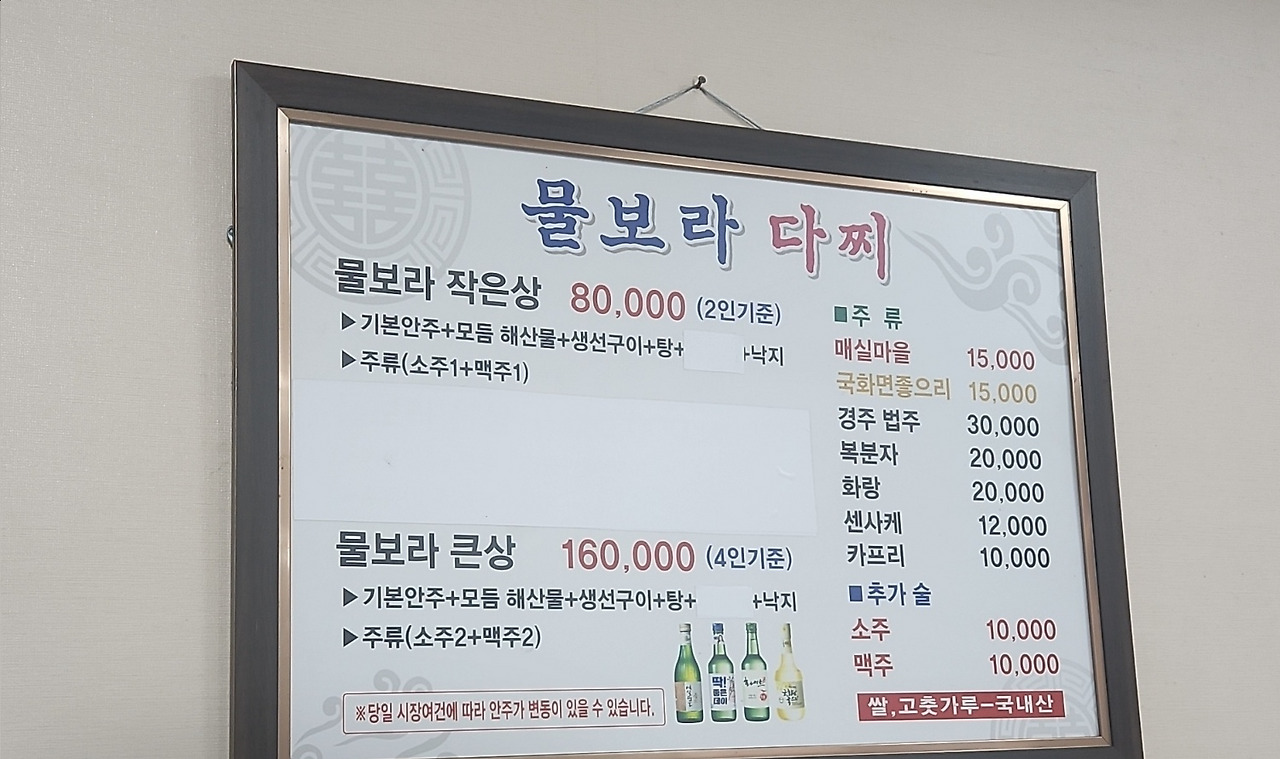 물보라 다찌
물보라 작은상 80,000 (2인기준)
▶기본안주+모듬 해산물+생선구이+탕+ +낙지
▶주류(소주1+맥주1)
물보라 큰상 160,000 (4인기준)
▶기본안주+모듬 해산물+생선구이+탕+ +낙지
▶주류(소주2+맥주2)
※당일 시장여건에 따라 안주가 변동이 있을 수 있습니다.
■주 류
매실마을 15,000
국화면좋으리 15,000
경주 법주 30,000
복분자 20,000
화랑 20,000
센사케 12,000
카프리 10,000
■추가 술
소주 10,000
맥주 10,000
쌀,고춧가루-국내산
딱!
좋은
데이